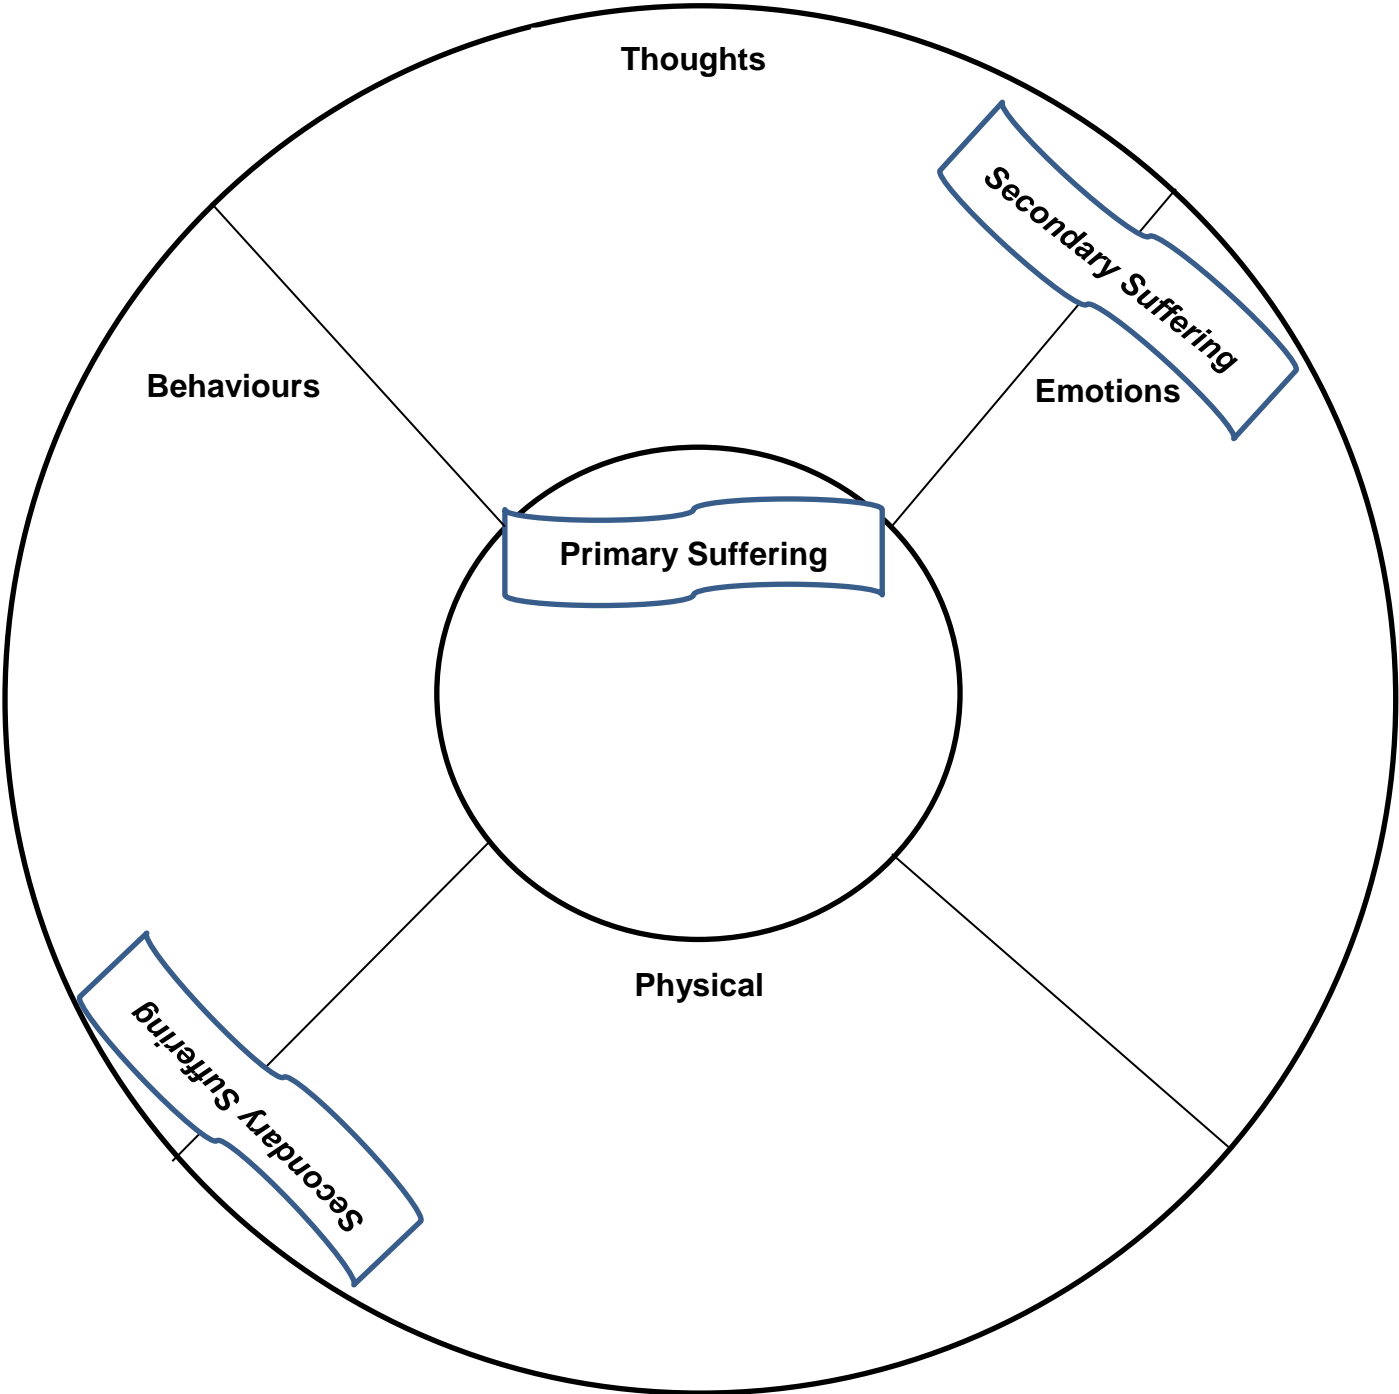 Thoughts
Secondary Suffering
Behaviours
Emotions
Primary Suffering
Physical
Secondary Suffering